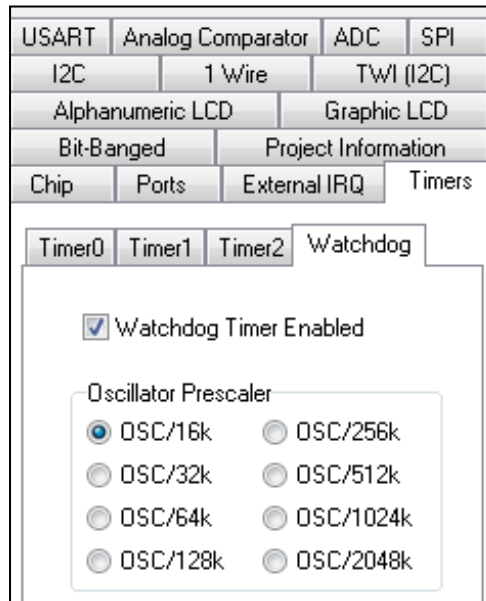 USART Analog Comparator ADC SPI
I2C 1 Wire TWI (I2C)
Alphanumeric LCD Graphic LCD
Bit-Banged Project Information
Chip Ports External IRQ Timers
Timer0 Timer1 Timer2 Watchdog
Watchdog Timer Enabled
Oscillator Prescaler
OSC/16k OSC/256k
OSC/32k OSC/512k
OSC/64k OSC/1024k
OSC/128k OSC/2048k